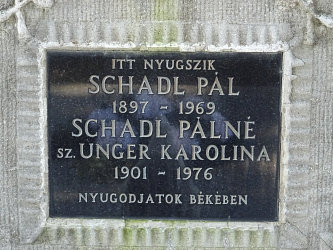 ITT NYUGSZIK
SCHADL PÁL
1897 - 1969
SCHADL PÁLNÉ
SZ. UNGER KAROLINA
1901 - 1976
NYUGODJATOK BÉKÉBEN